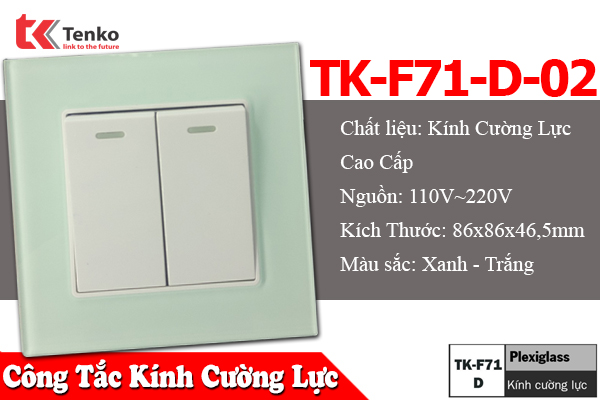 tk Tenko
link to the future
TK-F71-D-02
Chất liệu: Kính Cường Lực
Cao Cấp
Nguồn: 110V~220V
Kích Thước: 86x86x46,5mm
Màu sắc: Xanh - Trắng
Công Tắc Kính Cường Lực
TK-F71
D
Plexiglass
Kính cường lực